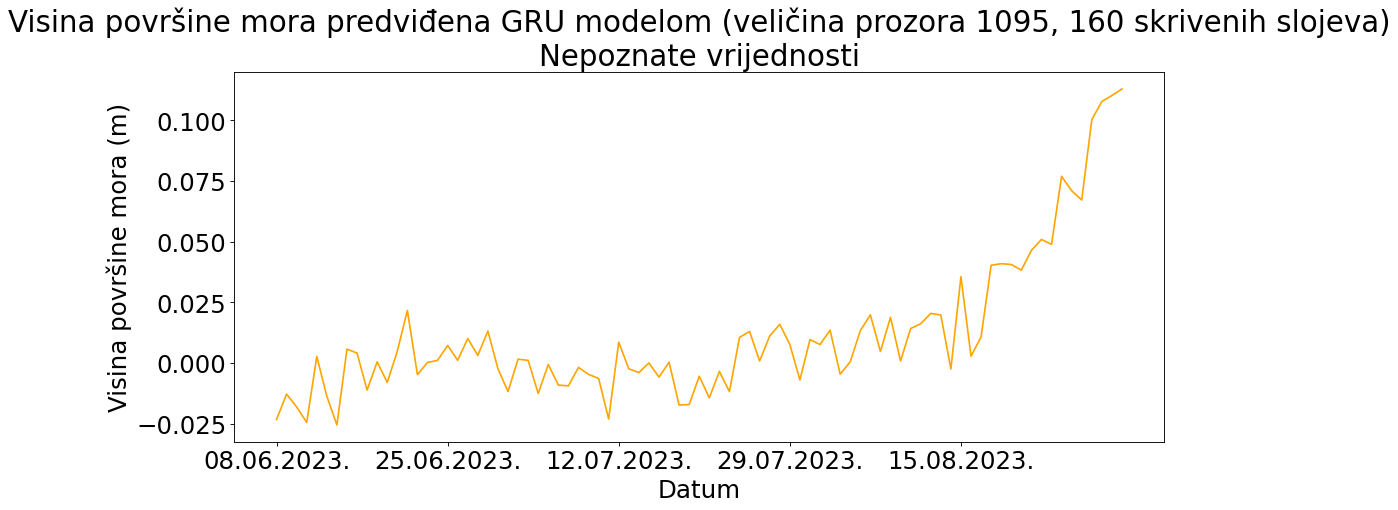 Visina površine mora predviđena GRU modelom (veličina prozora 1095, 160 skrivenih slojeva)
Nepoznate vrijednosti
Visina površine mora (m)
0.100
0.075
0.050
0.025
0.000
−0.025
08.06.2023. 25.06.2023. 12.07.2023. 29.07.2023. 15.08.2023.
Datum